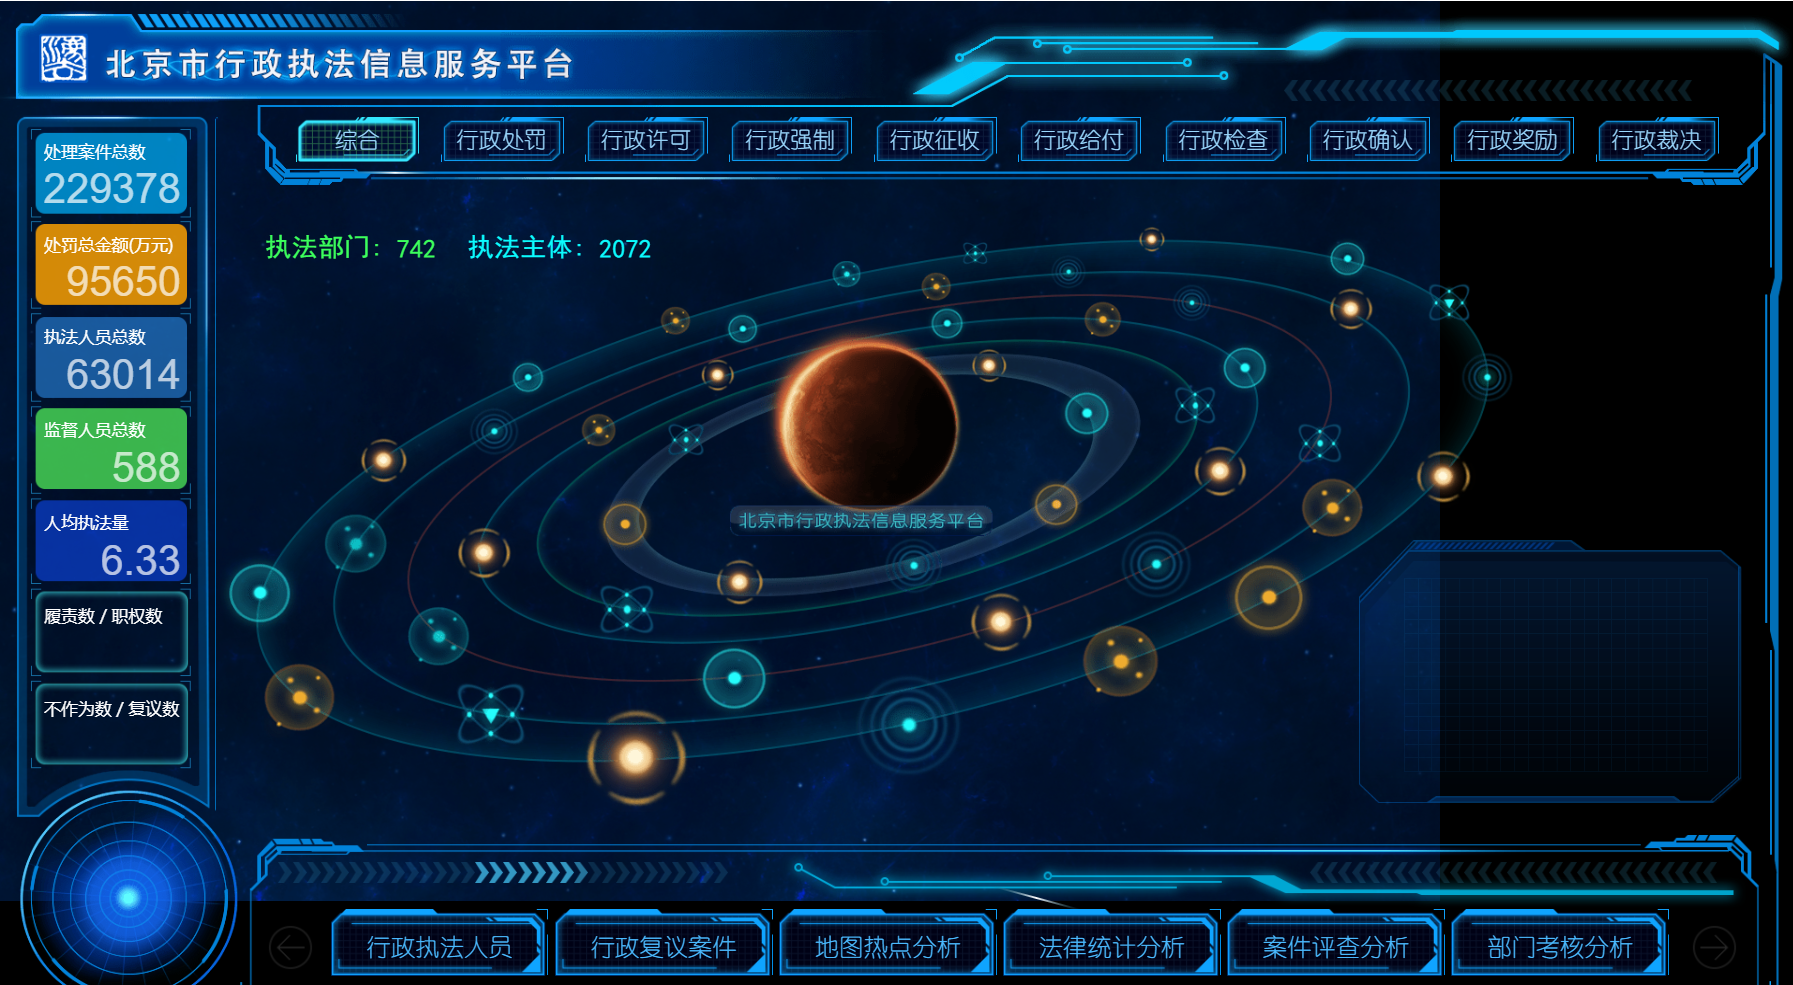 北京市行政执法信息服务平台
综合
行政处罚
行政许可
行政强制
行政征收
行政给付
行政检查
行政确认
行政奖励
行政裁决
处理案件总数
229378
处罚总金额(万元)
95650
执法人员总数
63014
监督人员总数
588
人均执法量
6.33
履责数 / 职权数
不作为数 / 复议数
执法部门：742 执法主体：2072
北京市行政执法信息服务平台
行政执法人员
行政复议案件
地图热点分析
法律统计分析
案件评查分析
部门考核分析